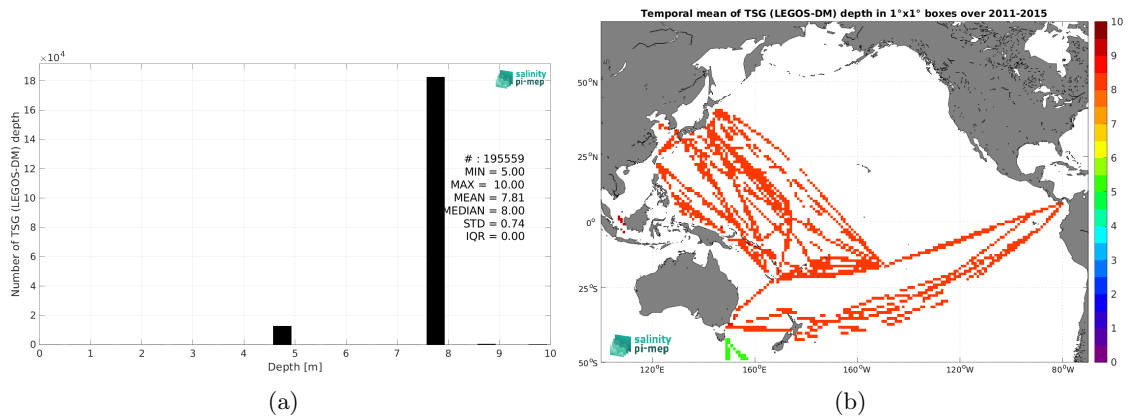 ×10⁴
18
16
14
12
10
8
6
4
2
0
Number of TSG (LEGOS-DM) depth
salinity
pi-mep
# : 195559
MIN = 5.00
MAX = 10.00
MEAN = 7.81
MEDIAN = 8.00
STD = 0.74
IQR = 0.00
0 1 2 3 4 5 6 7 8 9 10
Depth [m]
(a)
Temporal mean of TSG (LEGOS-DM) depth in 1°x1° boxes over 2011-2015
50°N
25°N
0°
25°S
50°S
120°E 160°E 160°W 120°W 80°W
salinity
pi-mep
10
9
8
7
6
5
4
3
2
1
0
(b)